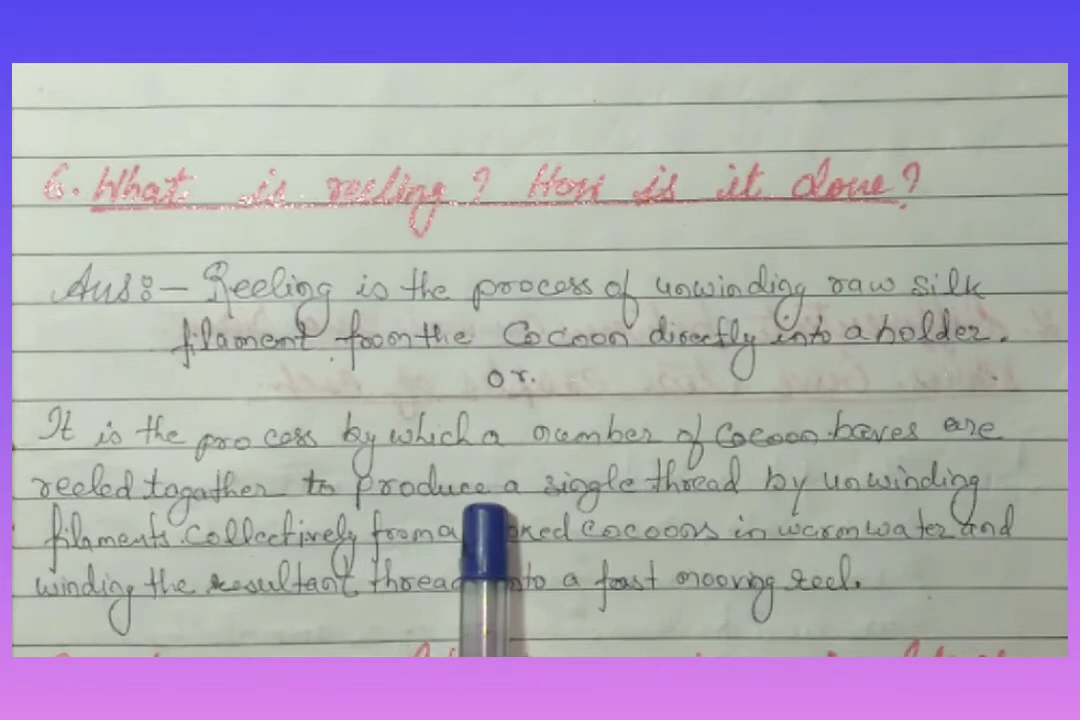 6. What is reeling? How is it done?
Ans:- Reeling is the process of unwinding raw silk
filament from the Cocoon directly into a holder.
or.
It is the process by which a number of Cocoon baves are
reeled togather to produce a single thread by unwinding
filaments collectively from a cocoons in warm water and
winding the resultant thread into a fast mooving reel.